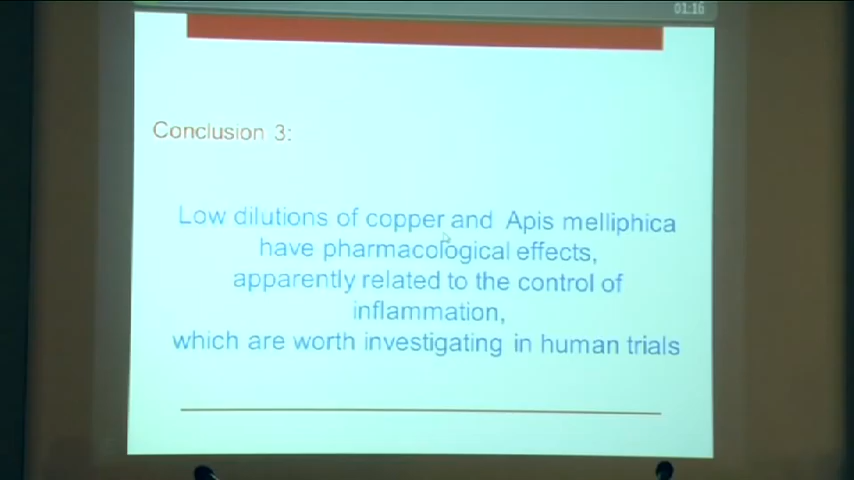 01:16
Conclusion 3:
Low dilutions of copper and Apis melliphica
have pharmacological effects,
apparently related to the control of
inflammation,
which are worth investigating in human trials